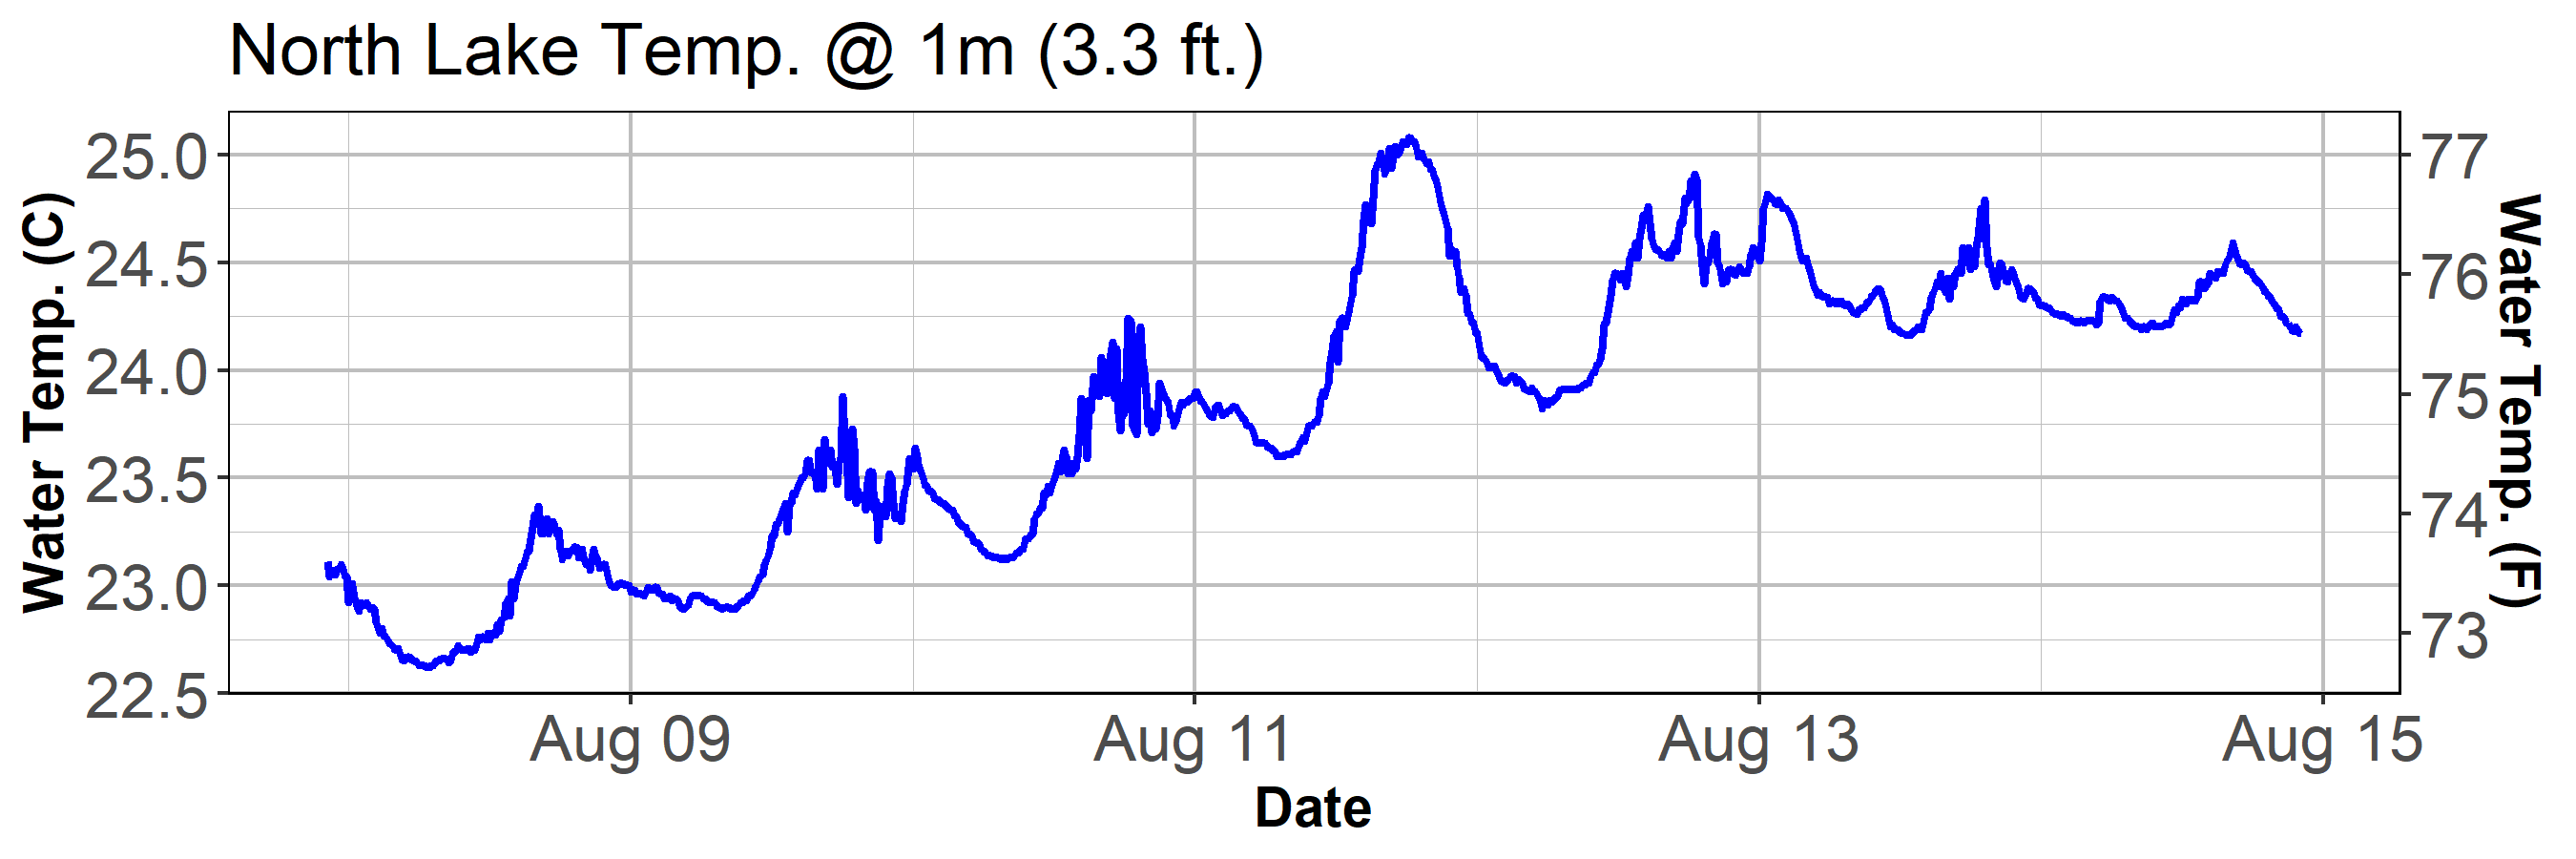 North Lake Temp. @ 1m (3.3 ft.)
Water Temp. (C)
25.0
24.5
24.0
23.5
23.0
22.5
77
76
75
74
73
Water Temp. (F)
Aug 09 Aug 11 Aug 13 Aug 15
Date